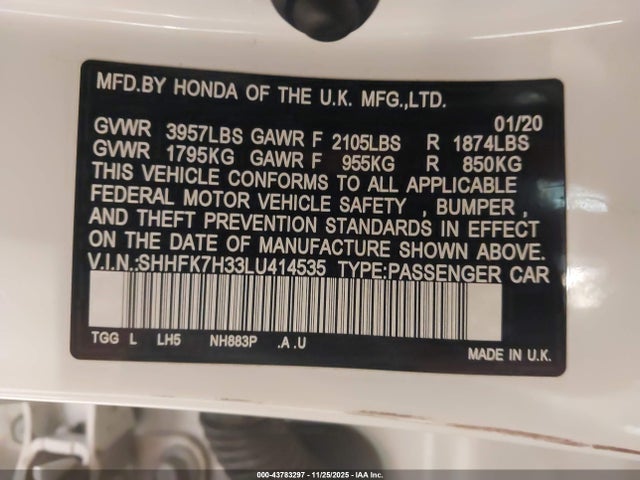 MFD.BY HONDA OF THE U.K. MFG.,LTD.
01/20
GVWR 3957LBS GAWR F 2105LBS R 1874LBS
GVWR 1795KG GAWR F 955KG R 850KG
THIS VEHICLE CONFORMS TO ALL APPLICABLE
FEDERAL MOTOR VEHICLE SAFETY , BUMPER ,
AND THEFT PREVENTION STANDARDS IN EFFECT
ON THE DATE OF MANUFACTURE SHOWN ABOVE.
V.I.N.:SHHFK7H33LU414535 TYPE:PASSENGER CAR
TGG L LH5 NH883P .A .U
MADE IN U.K.
000-43783297 - 11/25/2025 - IAA Inc.